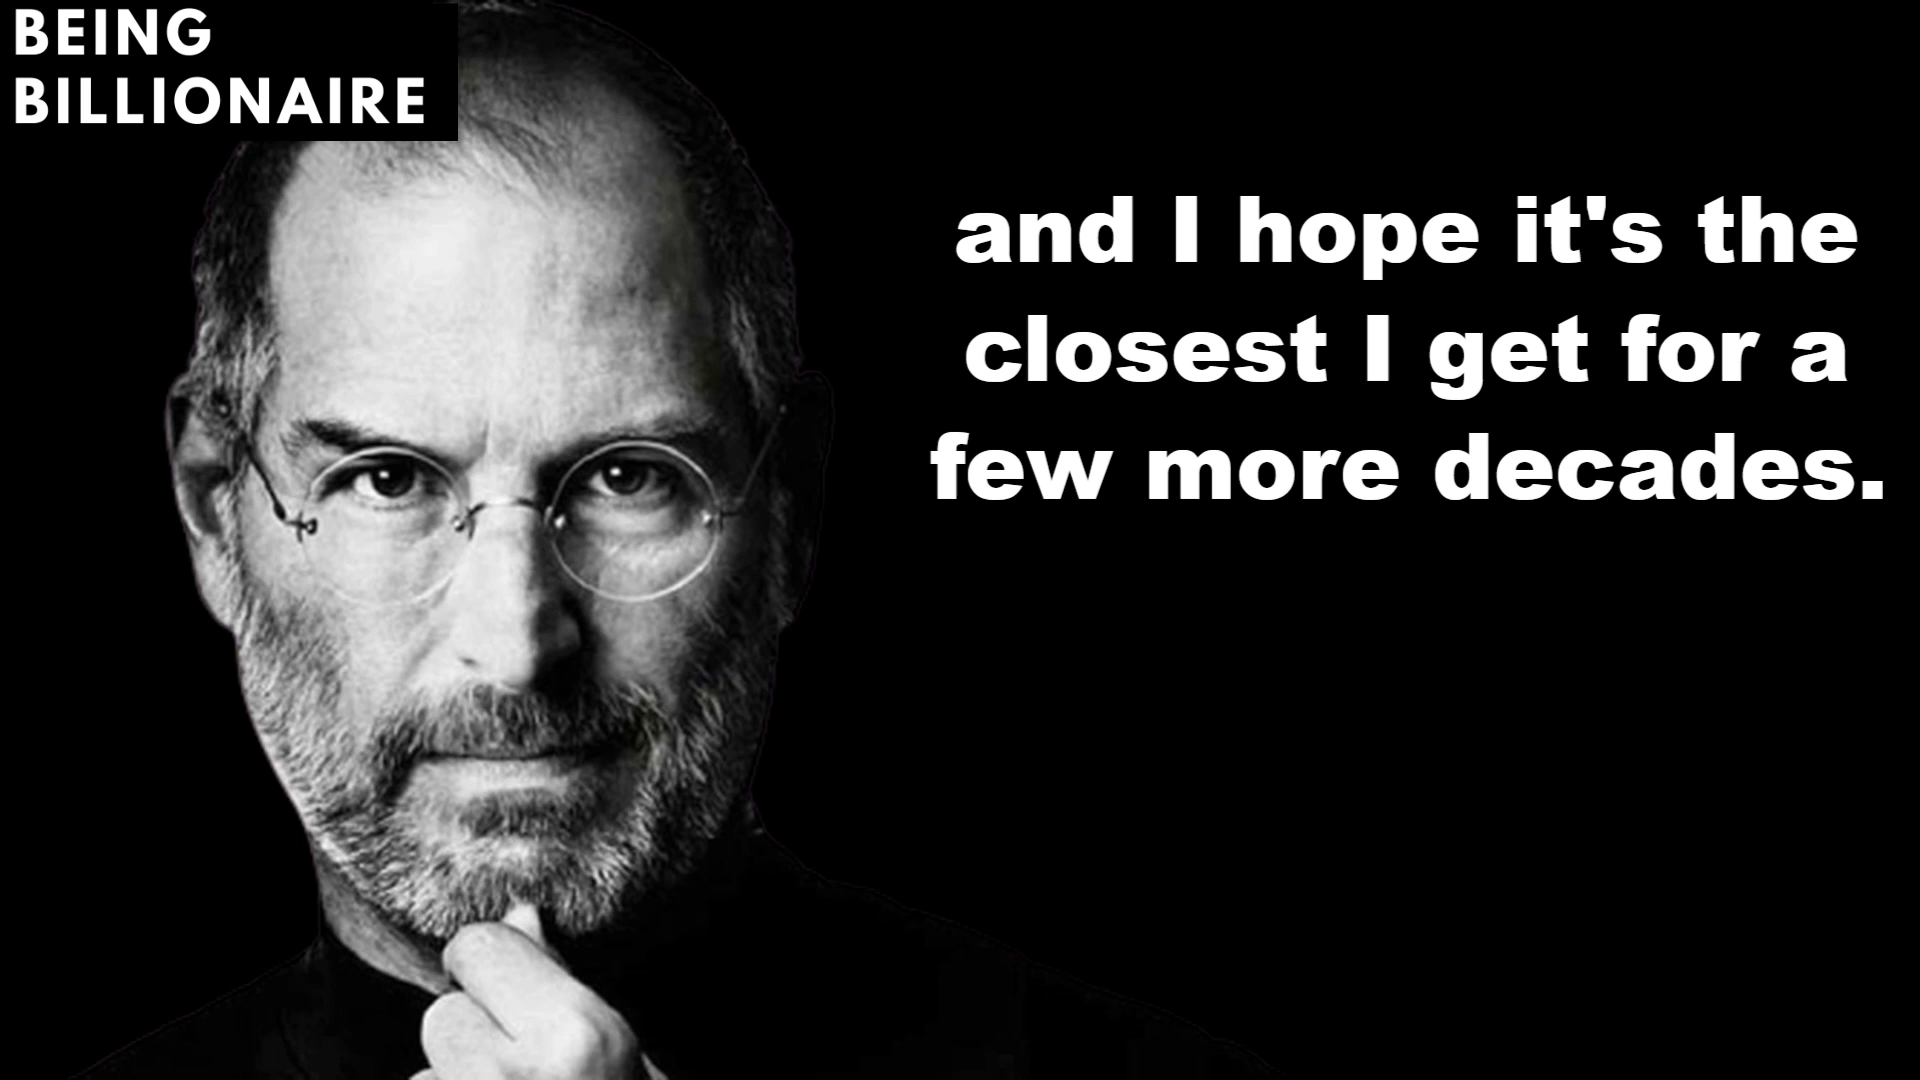 BEING
BILLIONAIRE
and I hope it's the
closest I get for a
few more decades.